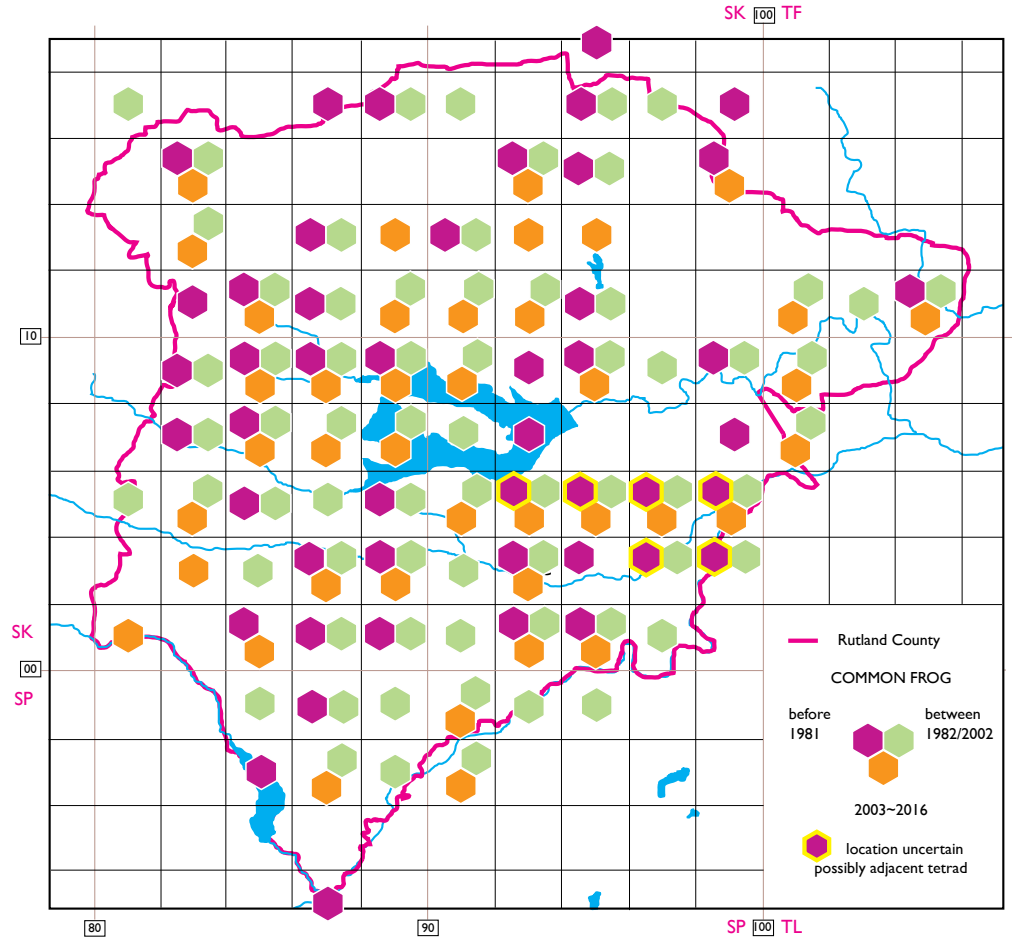 SK 100 TF
10
SK
00
SP
Rutland County
COMMON FROG
before
1981
between
1982/2002
2003~2016
location uncertain
possibly adjacent tetrad
80
90
SP 100 TL